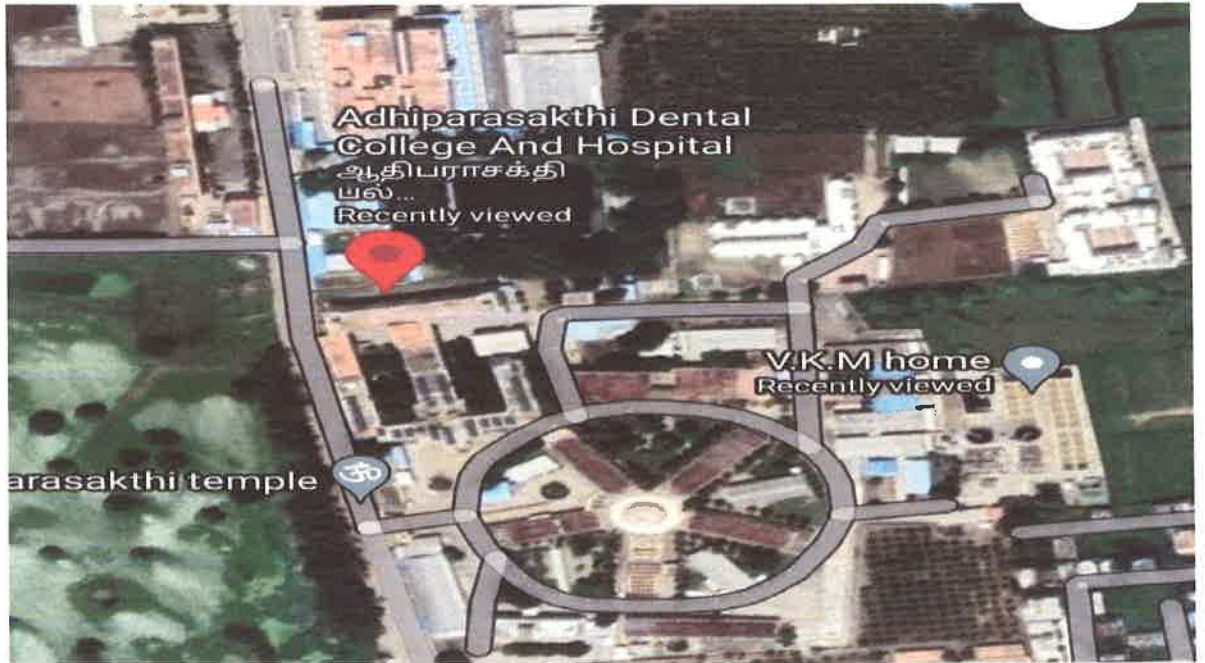 Adhiparasakthi Dental
College And Hospital
ஆதிபராசக்தி
பல்...
Recently viewed
V.K.M home
Recently viewed
arasakthi temple